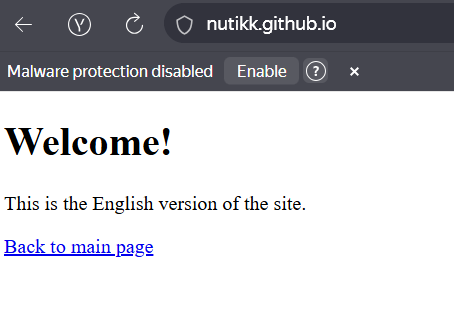 nutikk.github.io
Malware protection disabled Enable ? ×
Welcome!
This is the English version of the site.
Back to main page